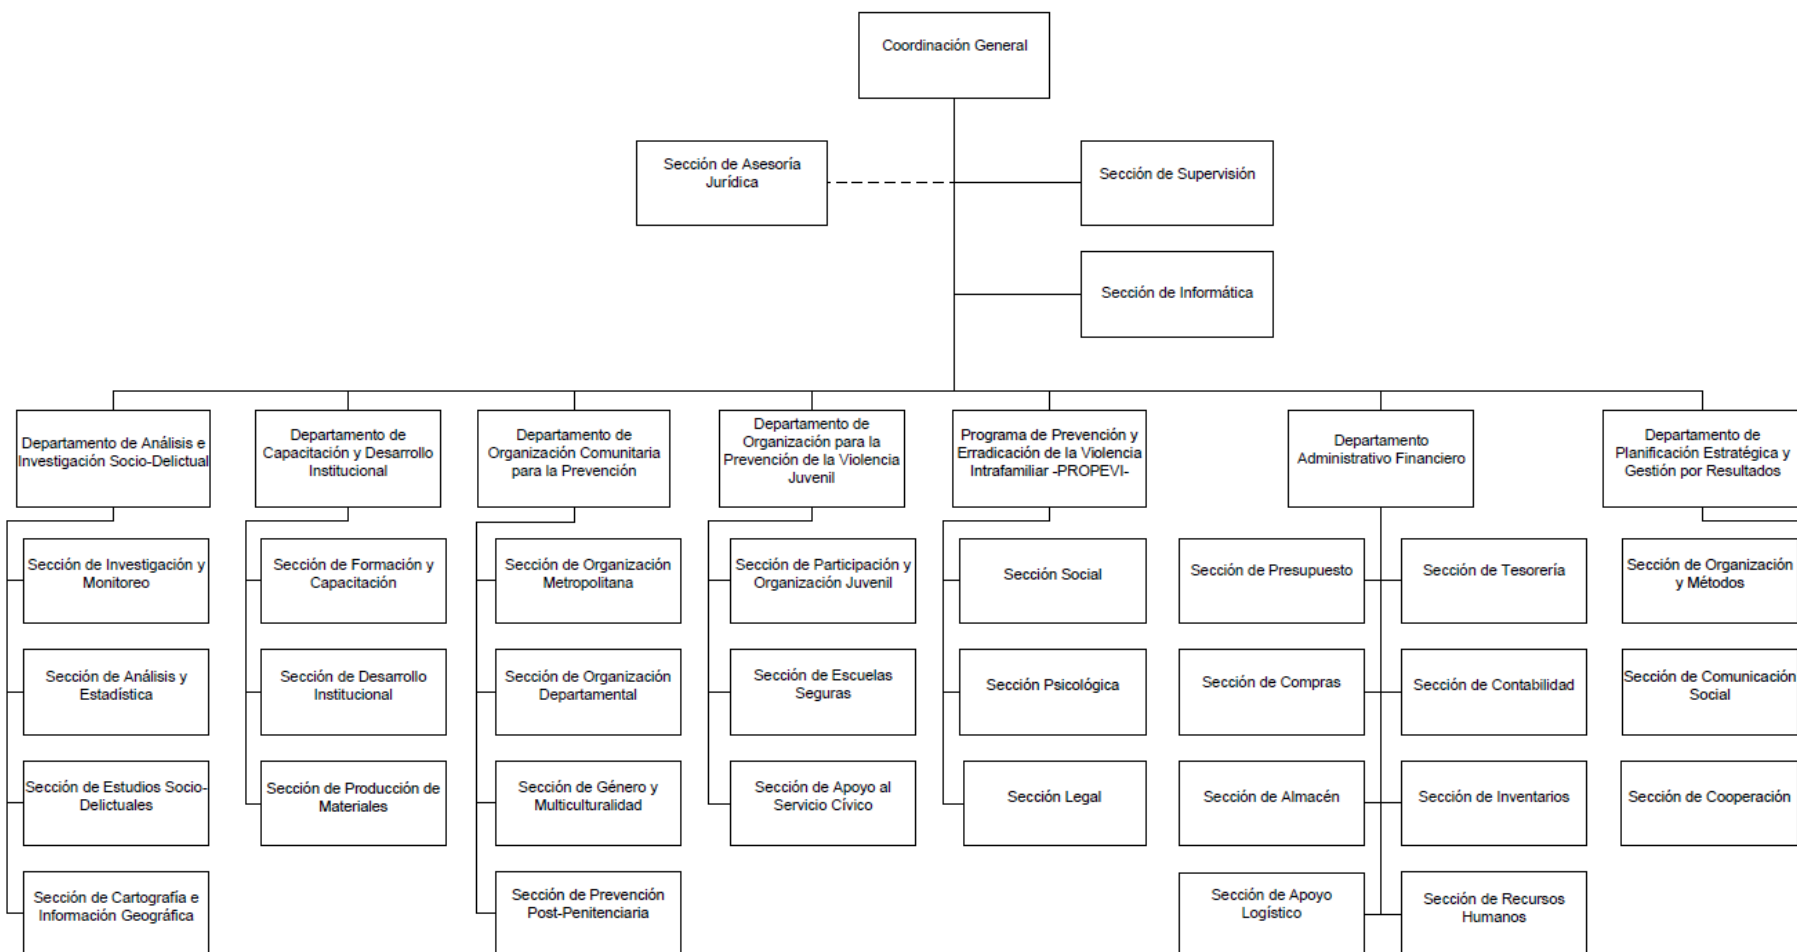 Coordinación General
Sección de Asesoría
Jurídica
Sección de Supervisión
Sección de Informática
Departamento de Análisis e
Investigación Socio-Delictual
Departamento de
Capacitación y Desarrollo
Institucional
Departamento de
Organización Comunitaria
para la Prevención
Departamento de
Organización para la
Prevención de la Violencia
Juvenil
Programa de Prevención y
Erradicación de la Violencia
Intrafamiliar -PROPEVI-
Departamento
Administrativo Financiero
Departamento de
Planificación Estratégica y
Gestión por Resultados
Sección de Investigación y
Monitoreo
Sección de Formación y
Capacitación
Sección de Organización
Metropolitana
Sección de Participación y
Organización Juvenil
Sección Social
Sección de Presupuesto
Sección de Tesorería
Sección de Organización
y Métodos
Sección de Análisis y
Estadística
Sección de Desarrollo
Institucional
Sección de Organización
Departamental
Sección de Escuelas
Seguras
Sección Psicológica
Sección de Compras
Sección de Contabilidad
Sección de Comunicación
Social
Sección de Estudios Socio-
Delictuales
Sección de Producción de
Materiales
Sección de Género y
Multiculturalidad
Sección de Apoyo al
Servicio Cívico
Sección Legal
Sección de Almacén
Sección de Inventarios
Sección de Cooperación
Sección de Cartografía e
Información Geográfica
Sección de Prevención
Post-Penitenciaria
Sección de Apoyo
Logístico
Sección de Recursos
Humanos